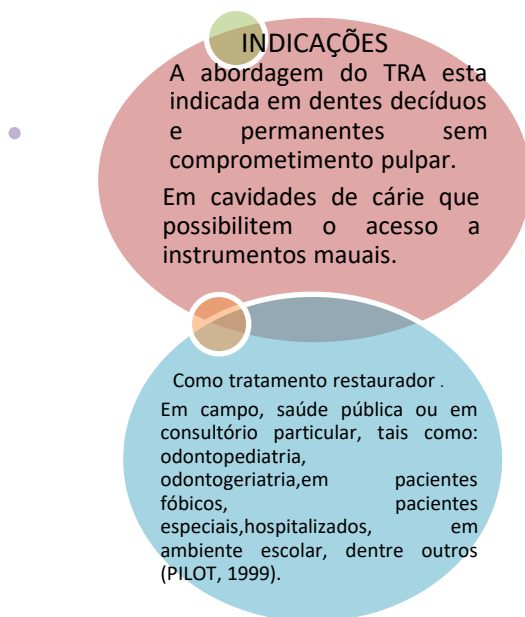 INDICAÇÕES
A abordagem do TRA esta
indicada em dentes decíduos
e permanentes sem
comprometimento pulpar.
Em cavidades de cárie que
possibilitem o acesso a
instrumentos mauais.
Como tratamento restaurador .
Em campo, saúde pública ou em
consultório particular, tais como:
odontopediatria,
odontogeriatria,em pacientes
fóbicos, pacientes
especiais,hospitalizados, em
ambiente escolar, dentre outros
(PILOT, 1999).